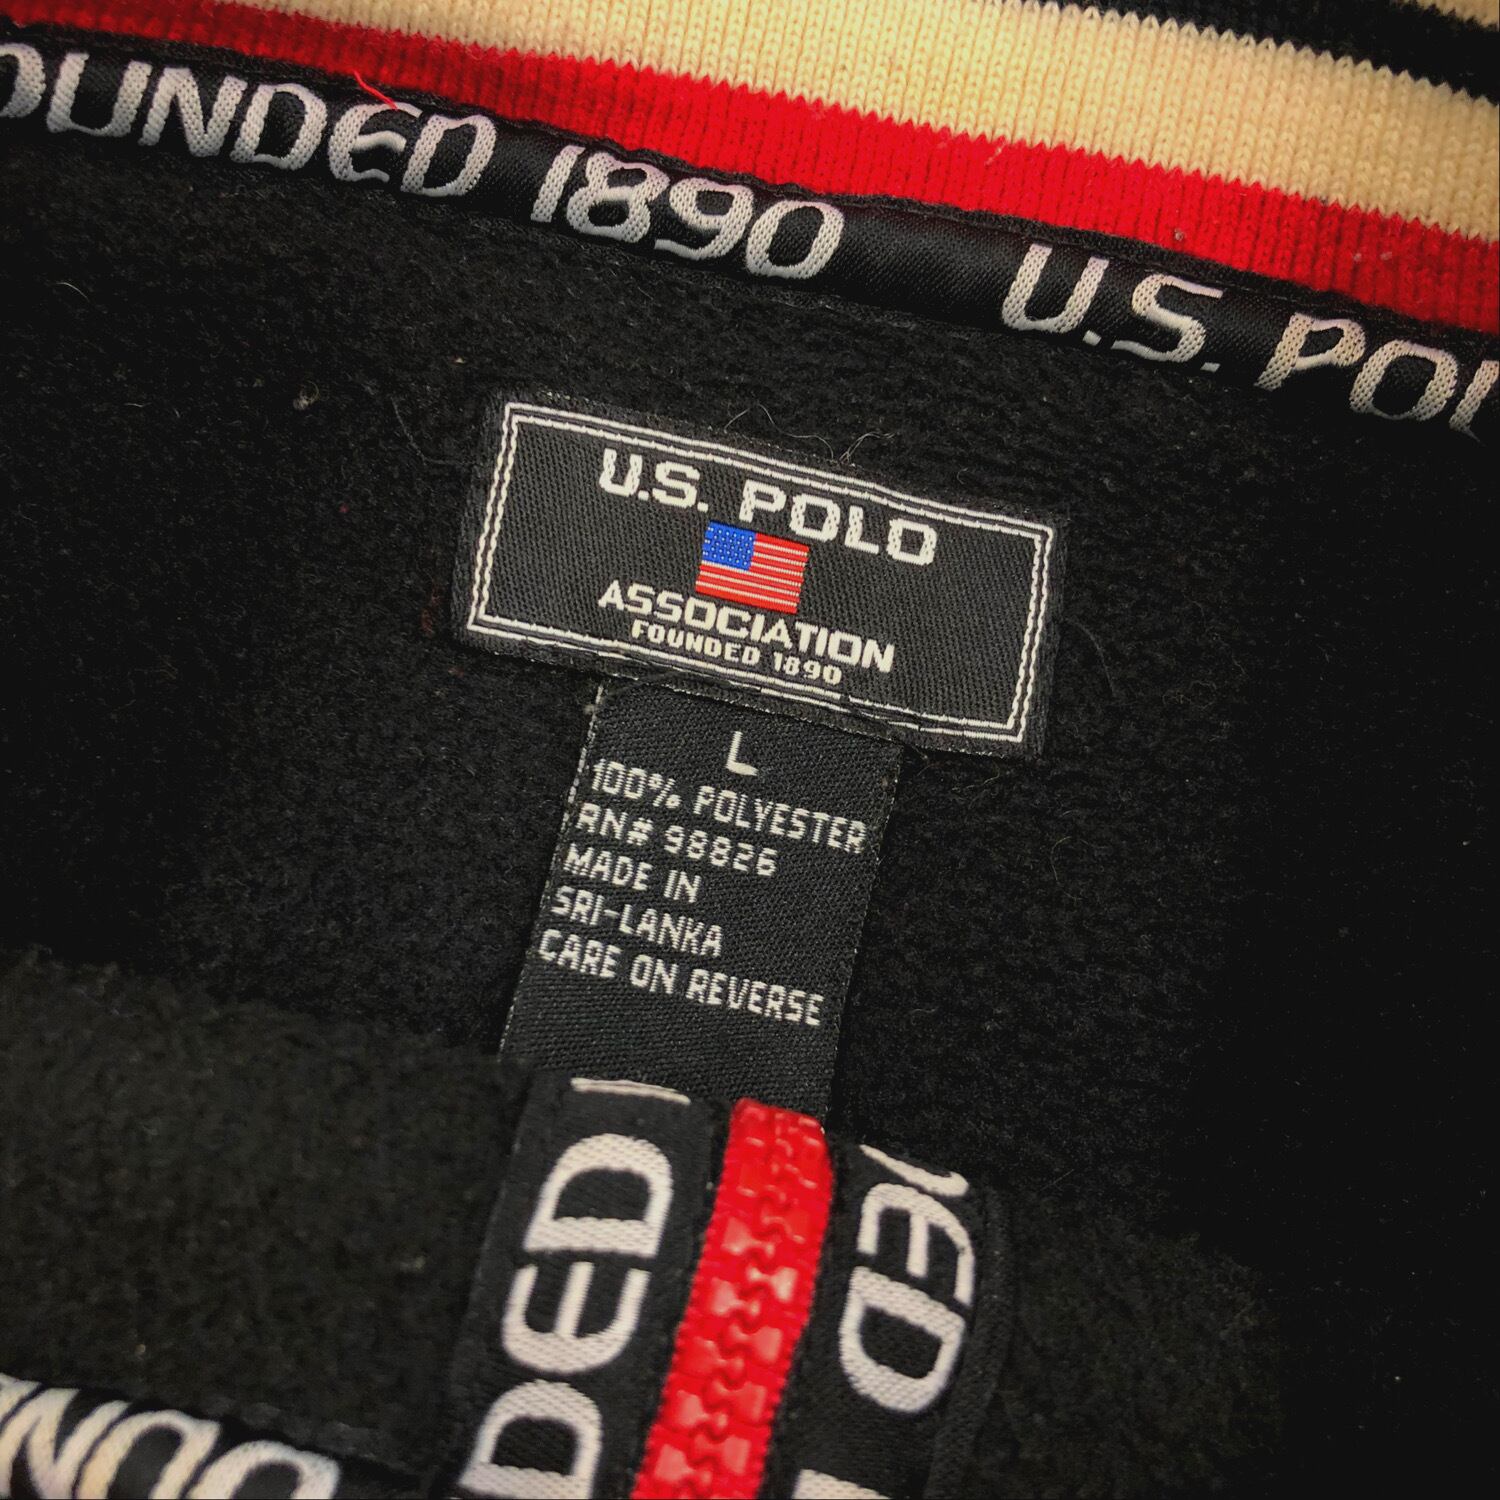 OUNDED 1890 U.S. POL
U.S. POLO
ASSOCIATION
FOUNDED 1890
L
100% POLYESTER
RN# 98826
MADE IN
SRI-LANKA
CARE ON REVERSE
DED
DED